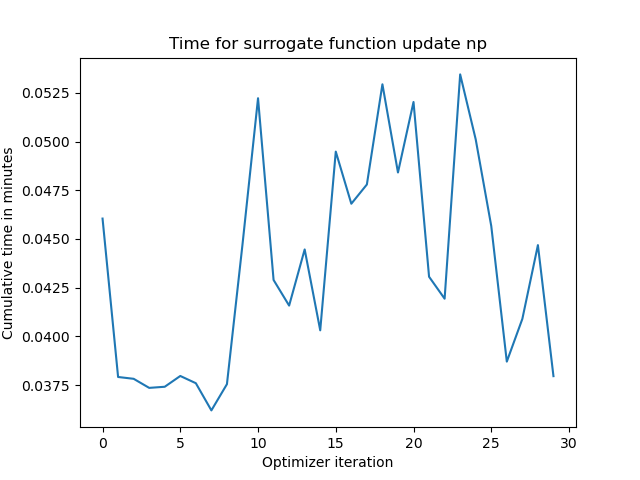 Time for surrogate function update np
Cumulative time in minutes
0.0525
0.0500
0.0475
0.0450
0.0425
0.0400
0.0375
0 5 10 15 20 25 30
Optimizer iteration